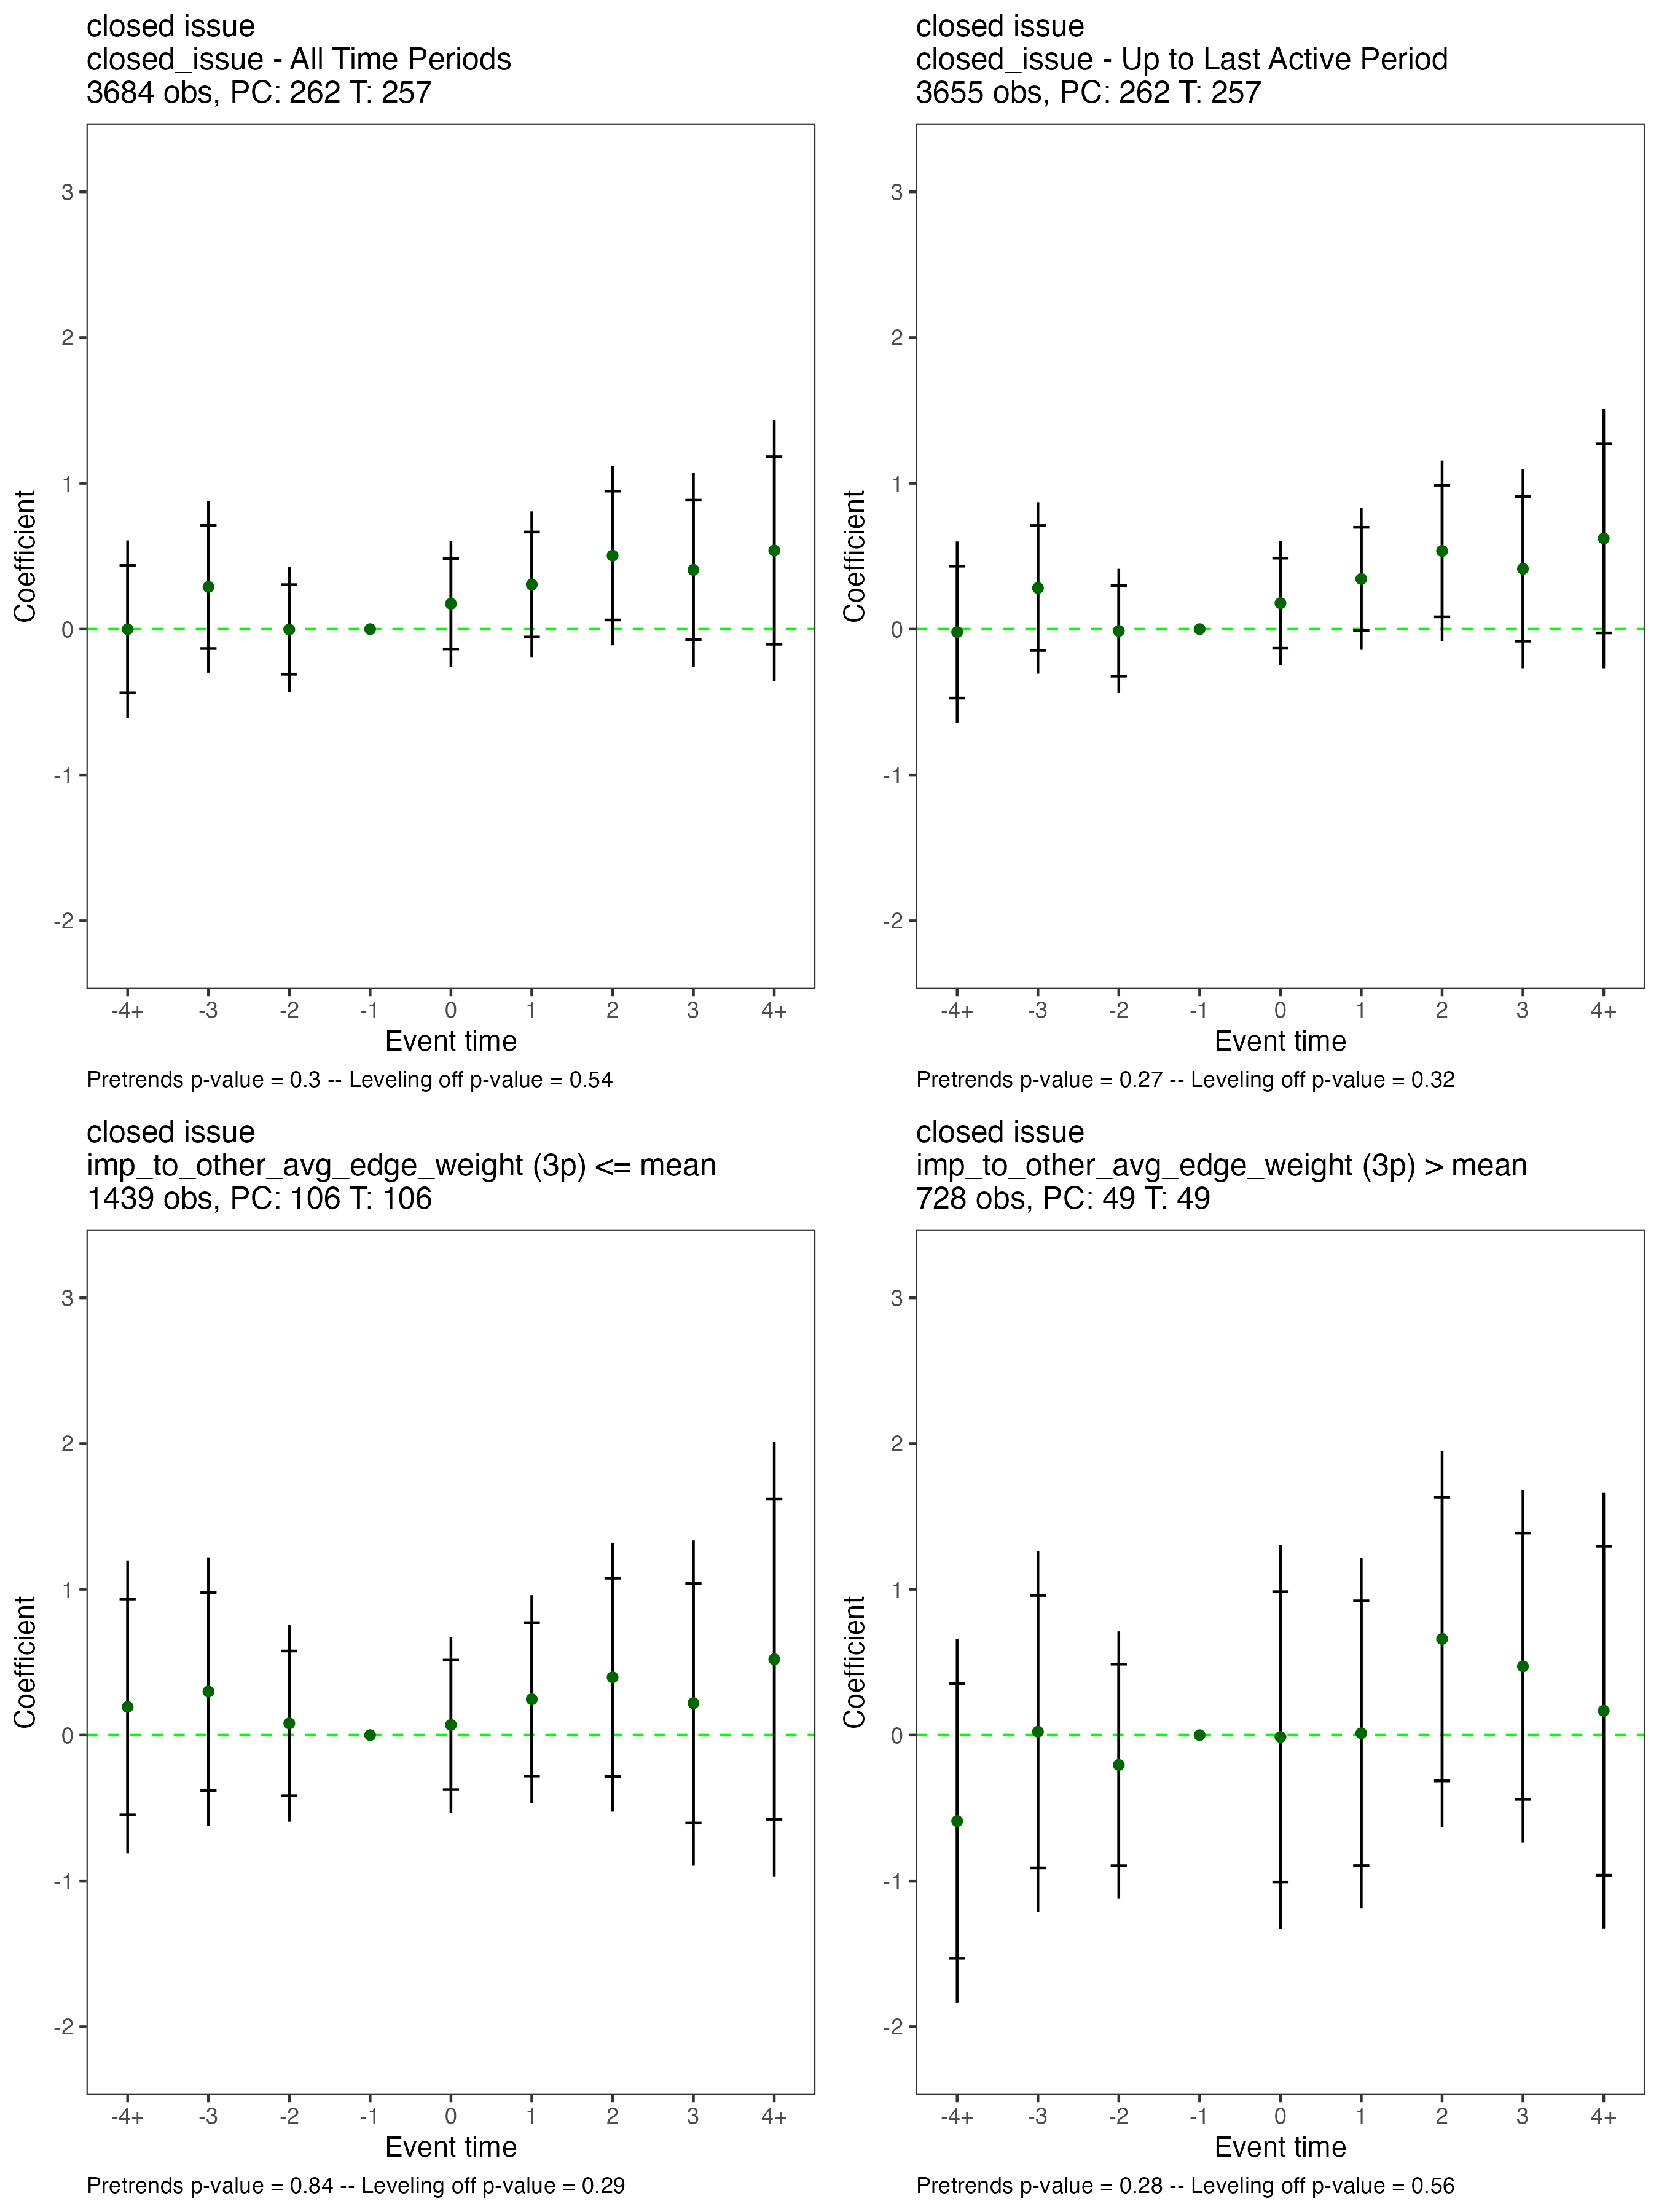 closed issue
closed_issue - All Time Periods
3684 obs, PC: 262 T: 257
3
2
1
0
-1
-2
Coefficient
-4+ -3 -2 -1 0 1 2 3 4+
Event time
Pretrends p-value = 0.3 -- Leveling off p-value = 0.54
closed issue
closed_issue - Up to Last Active Period
3655 obs, PC: 262 T: 257
3
2
1
0
-1
-2
Coefficient
-4+ -3 -2 -1 0 1 2 3 4+
Event time
Pretrends p-value = 0.27 -- Leveling off p-value = 0.32
closed issue
imp_to_other_avg_edge_weight (3p) <= mean
1439 obs, PC: 106 T: 106
3
2
1
0
-1
-2
Coefficient
-4+ -3 -2 -1 0 1 2 3 4+
Event time
Pretrends p-value = 0.84 -- Leveling off p-value = 0.29
closed issue
imp_to_other_avg_edge_weight (3p) > mean
728 obs, PC: 49 T: 49
3
2
1
0
-1
-2
Coefficient
-4+ -3 -2 -1 0 1 2 3 4+
Event time
Pretrends p-value = 0.28 -- Leveling off p-value = 0.56